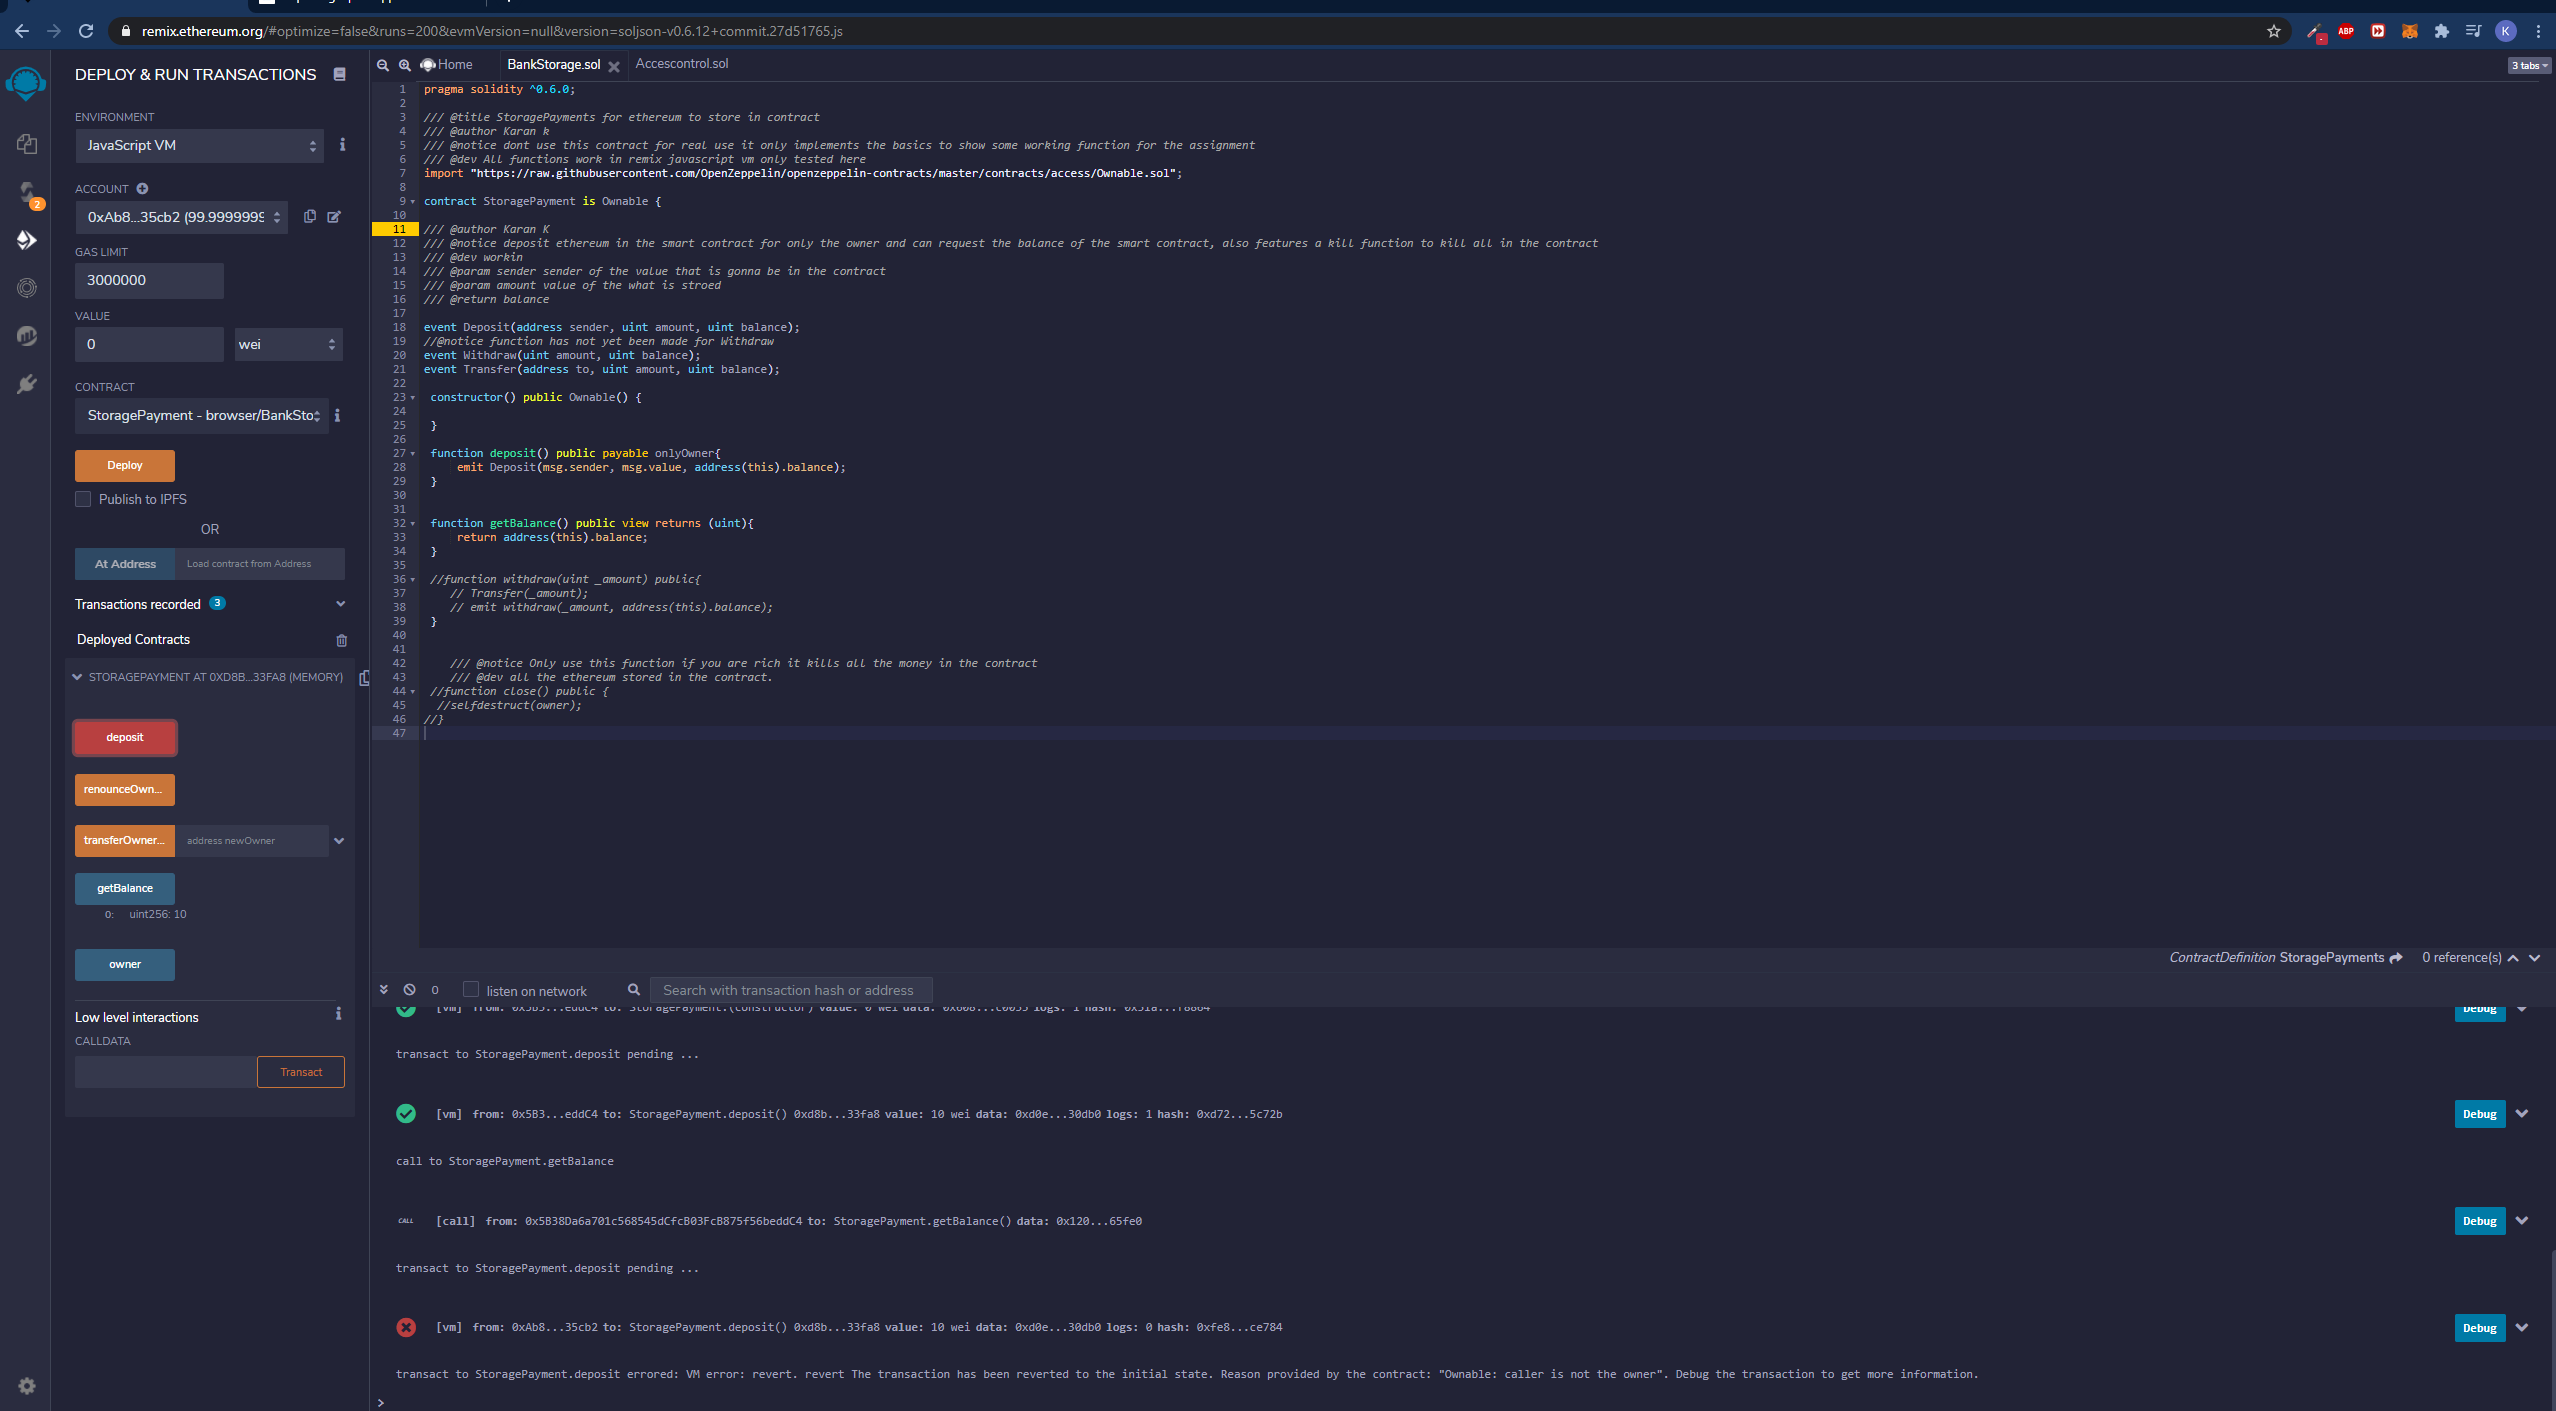 remix.ethereum.org/#optimize=false&runs=200&evmVersion=null&version=soljson-v0.6.12+commit.27d51765.js
ABP
K
DEPLOY & RUN TRANSACTIONS
ENVIRONMENT
JavaScript VM
ACCOUNT
2
0xAb8...35cb2 (99.9999999
GAS LIMIT
3000000
VALUE
0
wei
CONTRACT
StoragePayment - browser/BankSto
Deploy
Publish to IPFS
OR
At Address
Load contract from Address
Transactions recorded 3
Deployed Contracts
STORAGEPAYMENT AT 0XD8B...33FA8 (MEMORY)
deposit
renounceOwn...
transferOwner...
address newOwner
getBalance
0: uint256: 10
owner
Low level interactions
CALLDATA
Transact
Home
BankStorage.sol
Accescontrol.sol
3 tabs
1 pragma solidity ^0.6.0;
2
3 /// @title StoragePayments for ethereum to store in contract
4 /// @author Karan k
5 /// @notice dont use this contract for real use it only implements the basics to show some working function for the assignment
6 /// @dev All functions work in remix javascript vm only tested here
7 import "https://raw.githubusercontent.com/OpenZeppelin/openzeppelin-contracts/master/contracts/access/Ownable.sol";
8
9 contract StoragePayment is Ownable {
10
11 /// @author Karan K
12 /// @notice deposit ethereum in the smart contract for only the owner and can request the balance of the smart contract, also features a kill function to kill all in the contract
13 /// @dev workin
14 /// @param sender sender of the value that is gonna be in the contract
15 /// @param amount value of the what is stroed
16 /// @return balance
17
18 event Deposit(address sender, uint amount, uint balance);
19 //@notice function has not yet been made for Withdraw
20 event Withdraw(uint amount, uint balance);
21 event Transfer(address to, uint amount, uint balance);
22
23 constructor() public Ownable() {
24
25 }
26
27 function deposit() public payable onlyOwner{
28 emit Deposit(msg.sender, msg.value, address(this).balance);
29 }
30
31
32 function getBalance() public view returns (uint){
33 return address(this).balance;
34 }
35
36 //function withdraw(uint _amount) public{
37 // Transfer(_amount);
38 // emit withdraw(_amount, address(this).balance);
39 }
40
41
42 /// @notice Only use this function if you are rich it kills all the money in the contract
43 /// @dev all the ethereum stored in the contract.
44 //function close() public {
45 //selfdestruct(owner);
46 //}
47
ContractDefinition StoragePayments 0 reference(s)
0
listen on network
Search with transaction hash or address
[vm] from: 0x5B3...eddC4 to: StoragePayment.(constructor) value: 0 wei data: 0x608...c0033 logs: 1 hash: Debug
transact to StoragePayment.deposit pending ...
[vm] from: 0x5B3...eddC4 to: StoragePayment.deposit() 0xd8b...33fa8 value: 10 wei data: 0xd0e...30db0 logs: 1 hash: 0xd72...5c72b Debug
call to StoragePayment.getBalance
CALL [call] from: 0x5B38Da6a701c568545dCfcB03FcB875f56beddC4 to: StoragePayment.getBalance() data: 0x120...65fe0 Debug
transact to StoragePayment.deposit pending ...
[vm] from: 0xAb8...35cb2 to: StoragePayment.deposit() 0xd8b...33fa8 value: 10 wei data: 0xd0e...30db0 logs: 0 hash: 0xfe8...ce784 Debug
transact to StoragePayment.deposit errored: VM error: revert. revert The transaction has been reverted to the initial state. Reason provided by the contract: "Ownable: caller is not the owner". Debug the transaction to get more information.
>